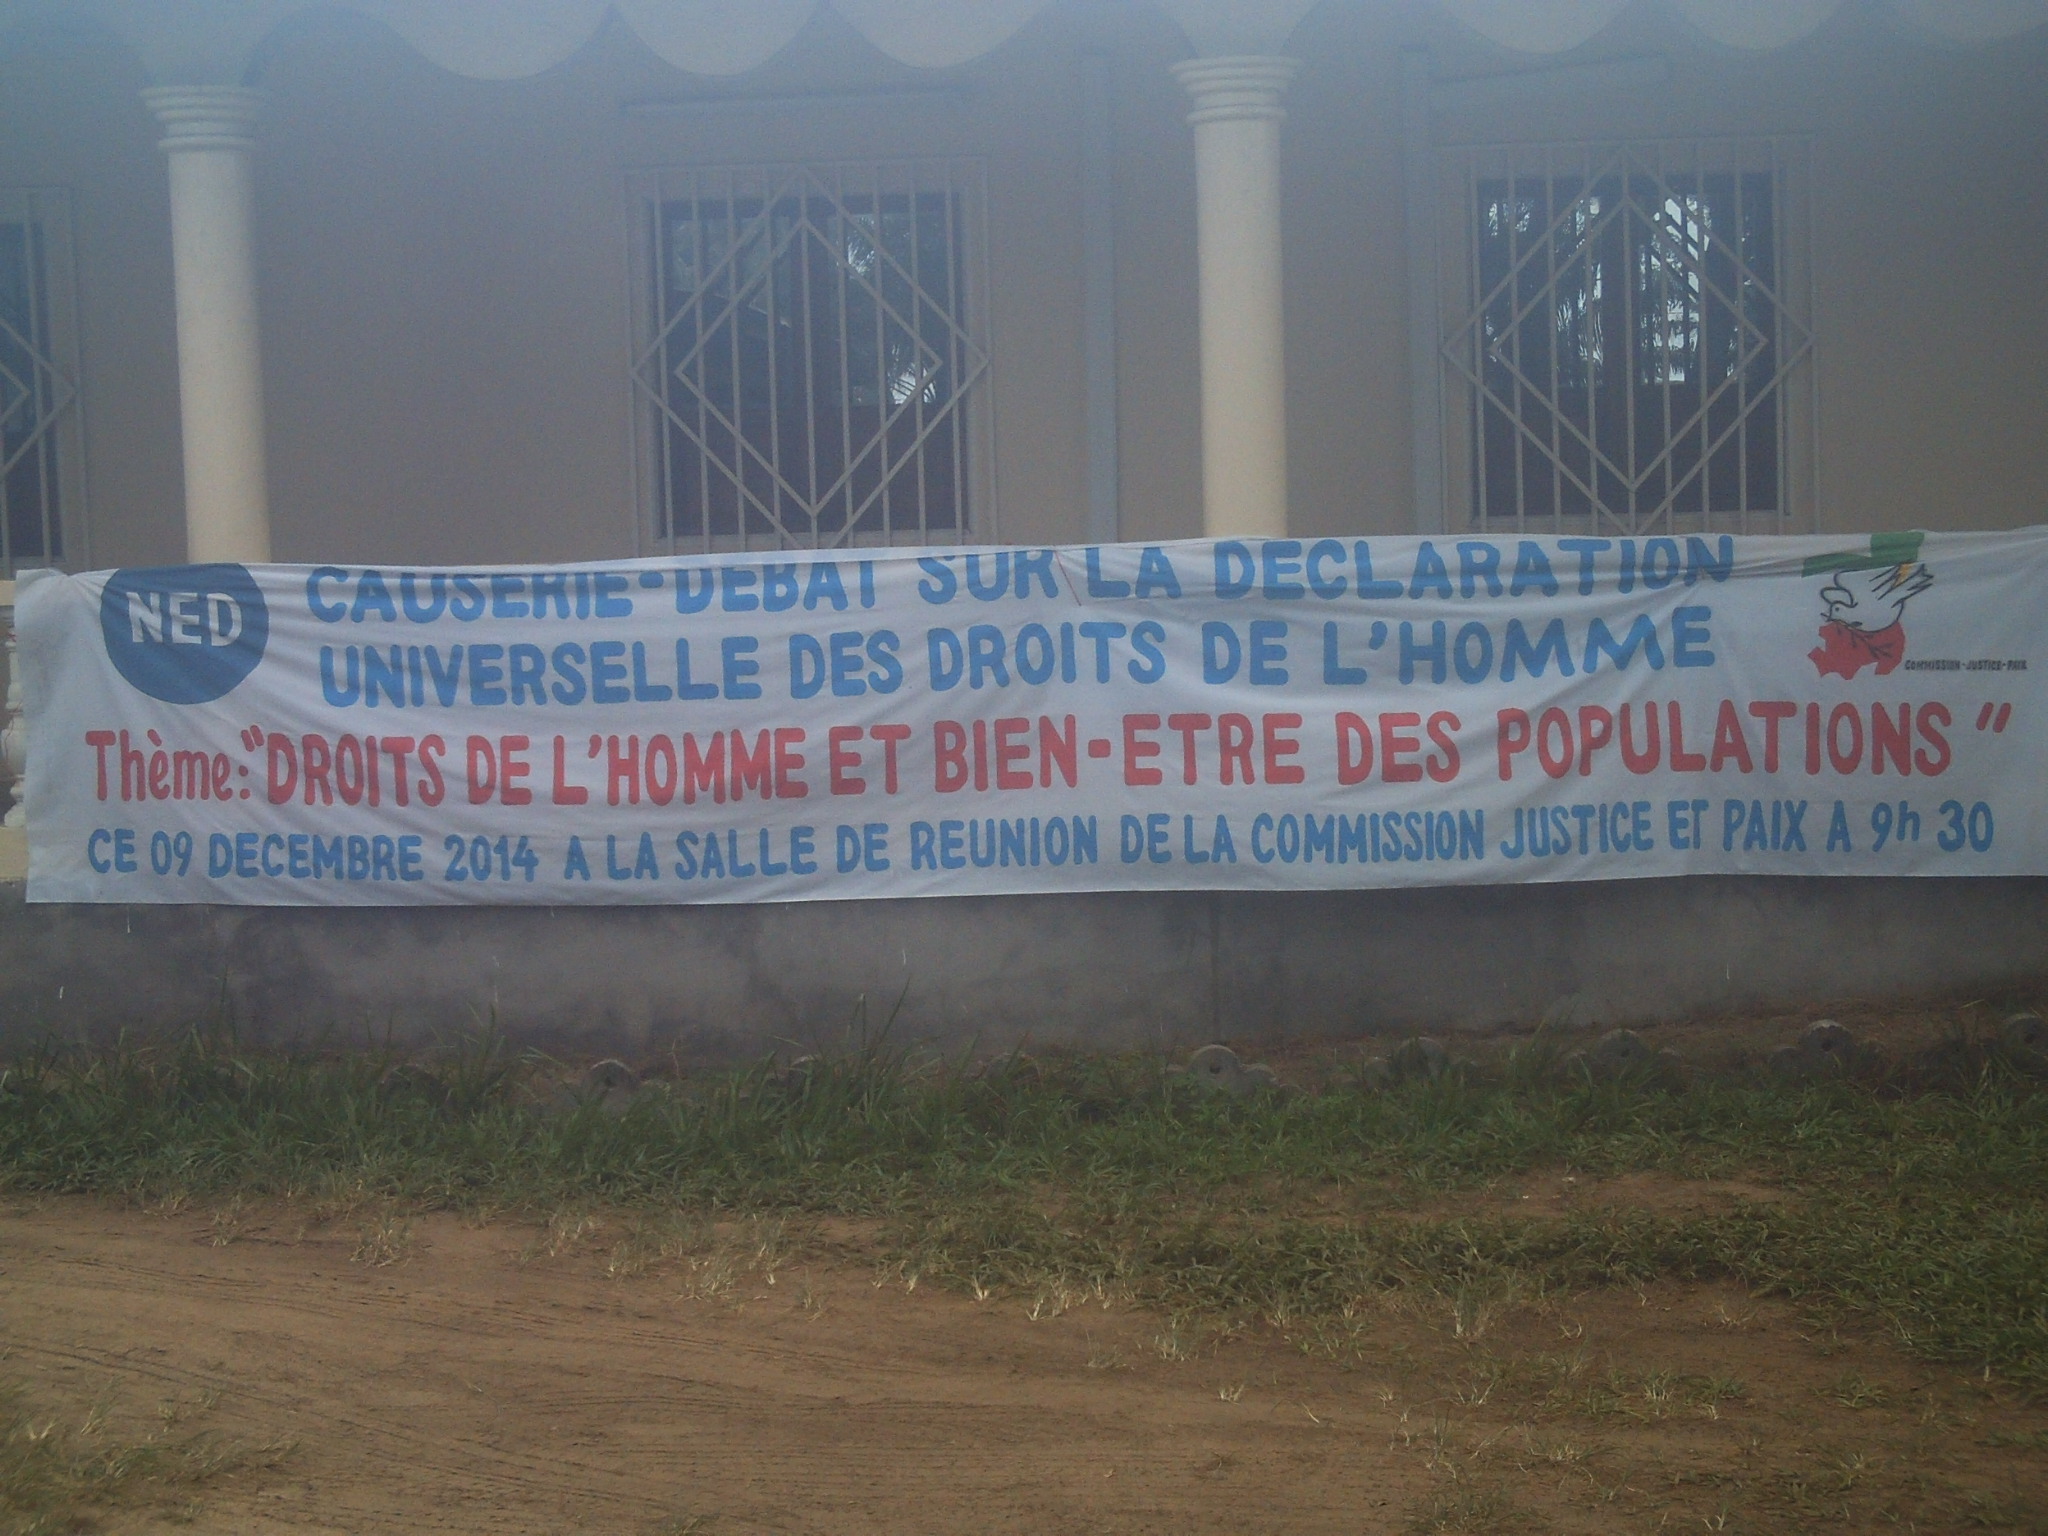 NED
CAUSERIE-DEBAT SUR LA DECLARATION
UNIVERSELLE DES DROITS DE L'HOMME
COMMISSION-JUSTICE-PAIX
Thème: "DROITS DE L'HOMME ET BIEN-ETRE DES POPULATIONS"
CE 09 DECEMBRE 2014 A LA SALLE DE REUNION DE LA COMMISSION JUSTICE ET PAIX A 9h 30